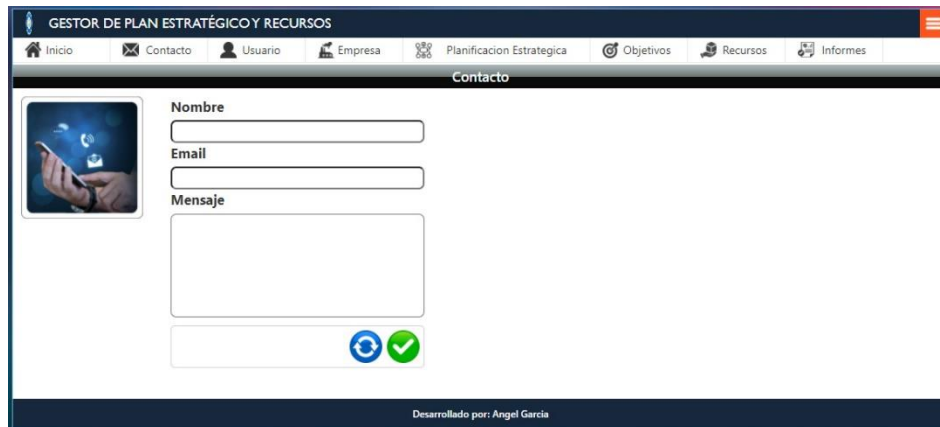 GESTOR DE PLAN ESTRATÉGICO Y RECURSOS
Inicio Contacto Usuario Empresa Planificacion Estrategica Objetivos Recursos Informes
Contacto
Nombre
Email
Mensaje
Desarrollado por: Angel Garcia